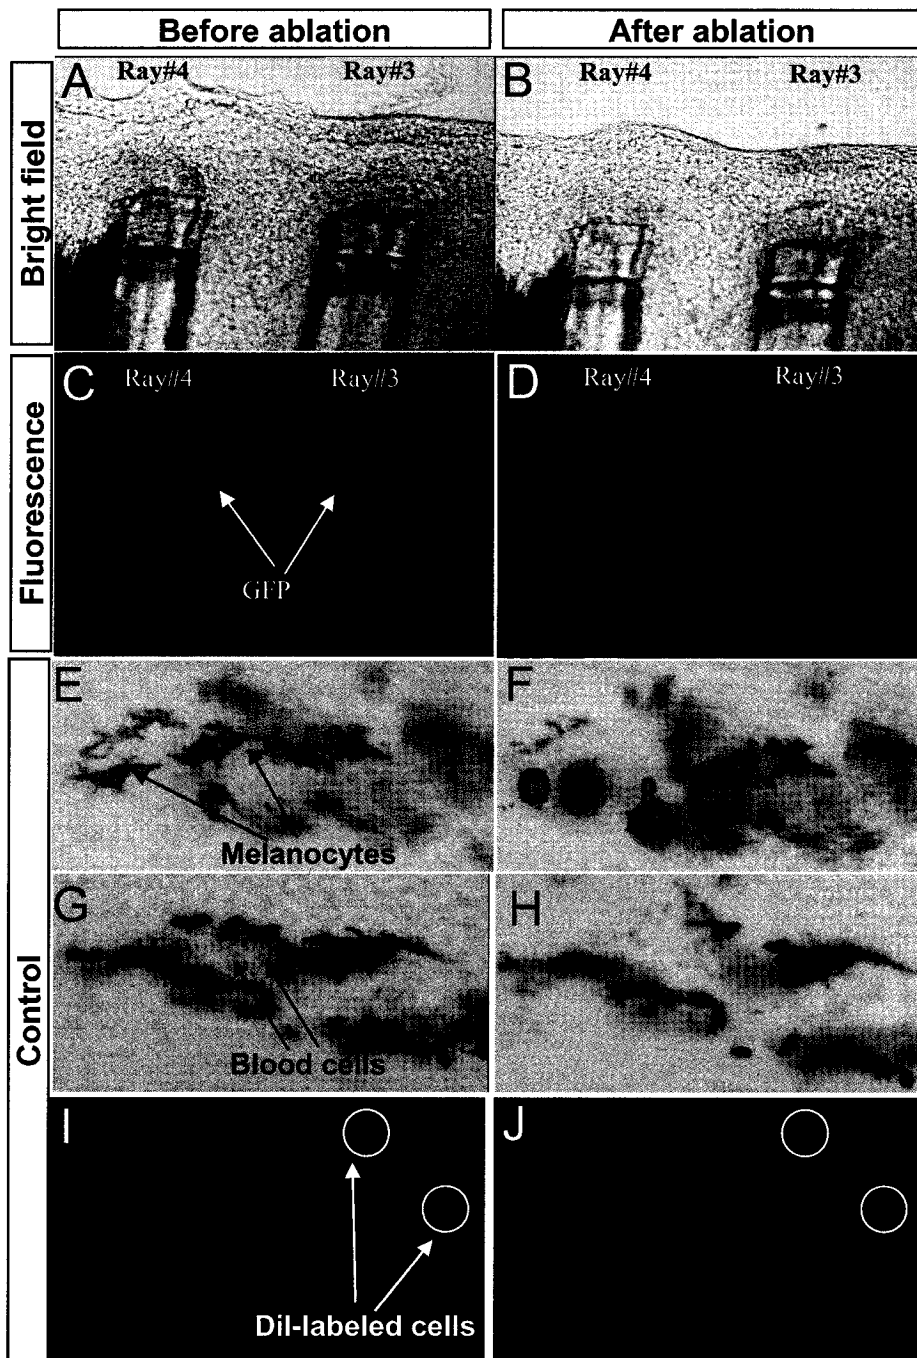 Before ablation
After ablation
Bright field
A
Ray#4
Ray#3
B
Ray#4
Ray#3
Fluorescence
C
Ray#4
Ray#3
GFP
D
Ray#4
Ray#3
Control
E
Melanocytes
F
G
Blood cells
H
I
DiI-labeled cells
J